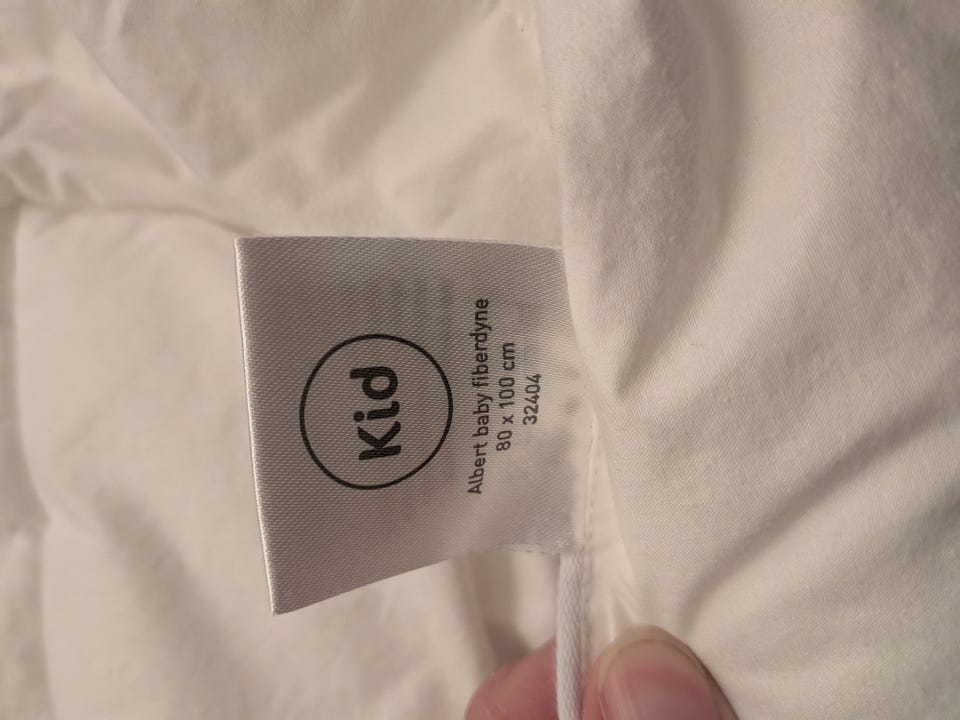 Kid
Albert baby fiberdyne
80 x 100 cm
32404